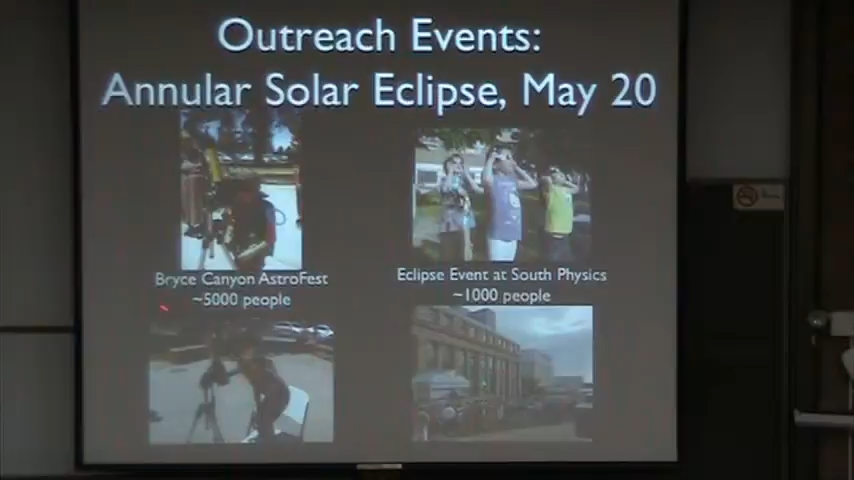 Outreach Events:
Annular Solar Eclipse, May 20
Bryce Canyon AstroFest
~5000 people
Eclipse Event at South Physics
~1000 people